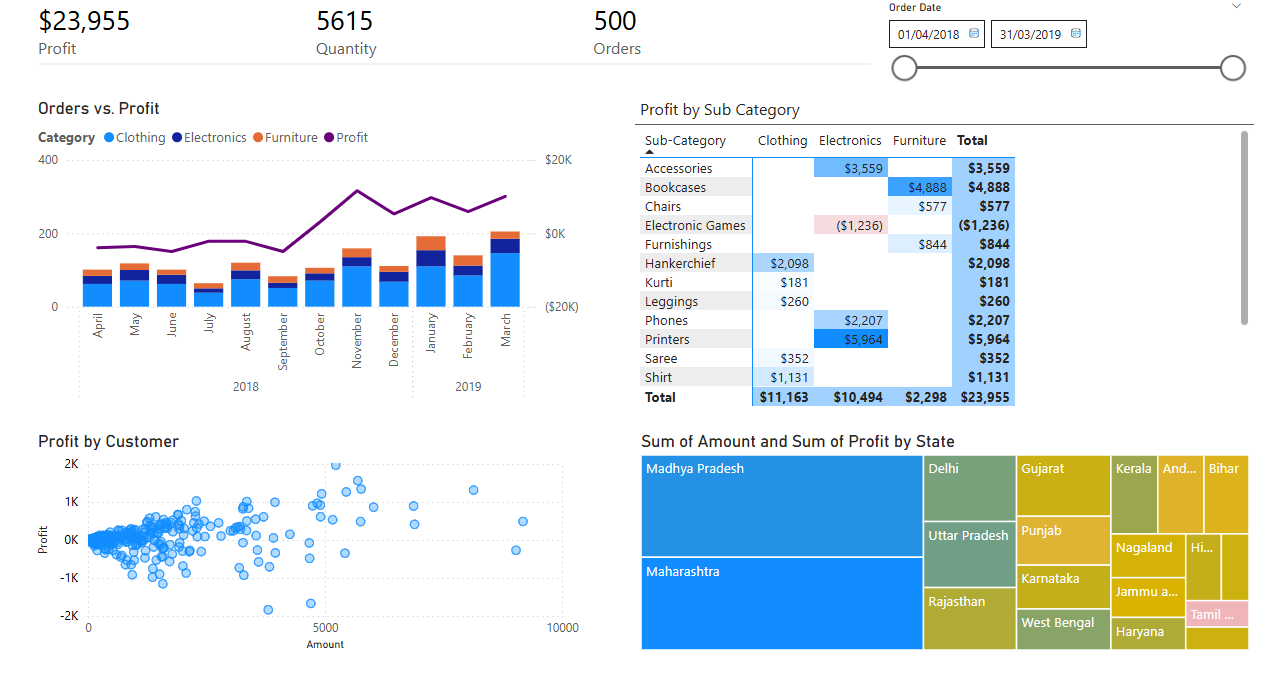 $23,955
Profit
5615
Quantity
500
Orders
Order Date
01/04/2018
31/03/2019
Orders vs. Profit
Category Clothing Electronics Furniture Profit
400
200
0
$20K
$0K
($20K)
April
May
June
July
August
September
October
November
December
January
February
March
2018
2019
Profit by Sub Category
Sub-Category Clothing Electronics Furniture Total
Accessories $3,559 $3,559
Bookcases $4,888 $4,888
Chairs $577 $577
Electronic Games ($1,236) ($1,236)
Furnishings $844 $844
Hankerchief $2,098 $2,098
Kurti $181 $181
Leggings $260 $260
Phones $2,207 $2,207
Printers $5,964 $5,964
Saree $352 $352
Shirt $1,131 $1,131
Total $11,163 $10,494 $2,298 $23,955
Profit by Customer
Profit
2K
1K
0K
-1K
-2K
0
5000
10000
Amount
Sum of Amount and Sum of Profit by State
Madhya Pradesh
Maharashtra
Delhi
Uttar Pradesh
Rajasthan
Gujarat
Punjab
Karnataka
West Bengal
Kerala
And...
Bihar
Nagaland
Hi...
Jammu a...
Tamil ...
Haryana